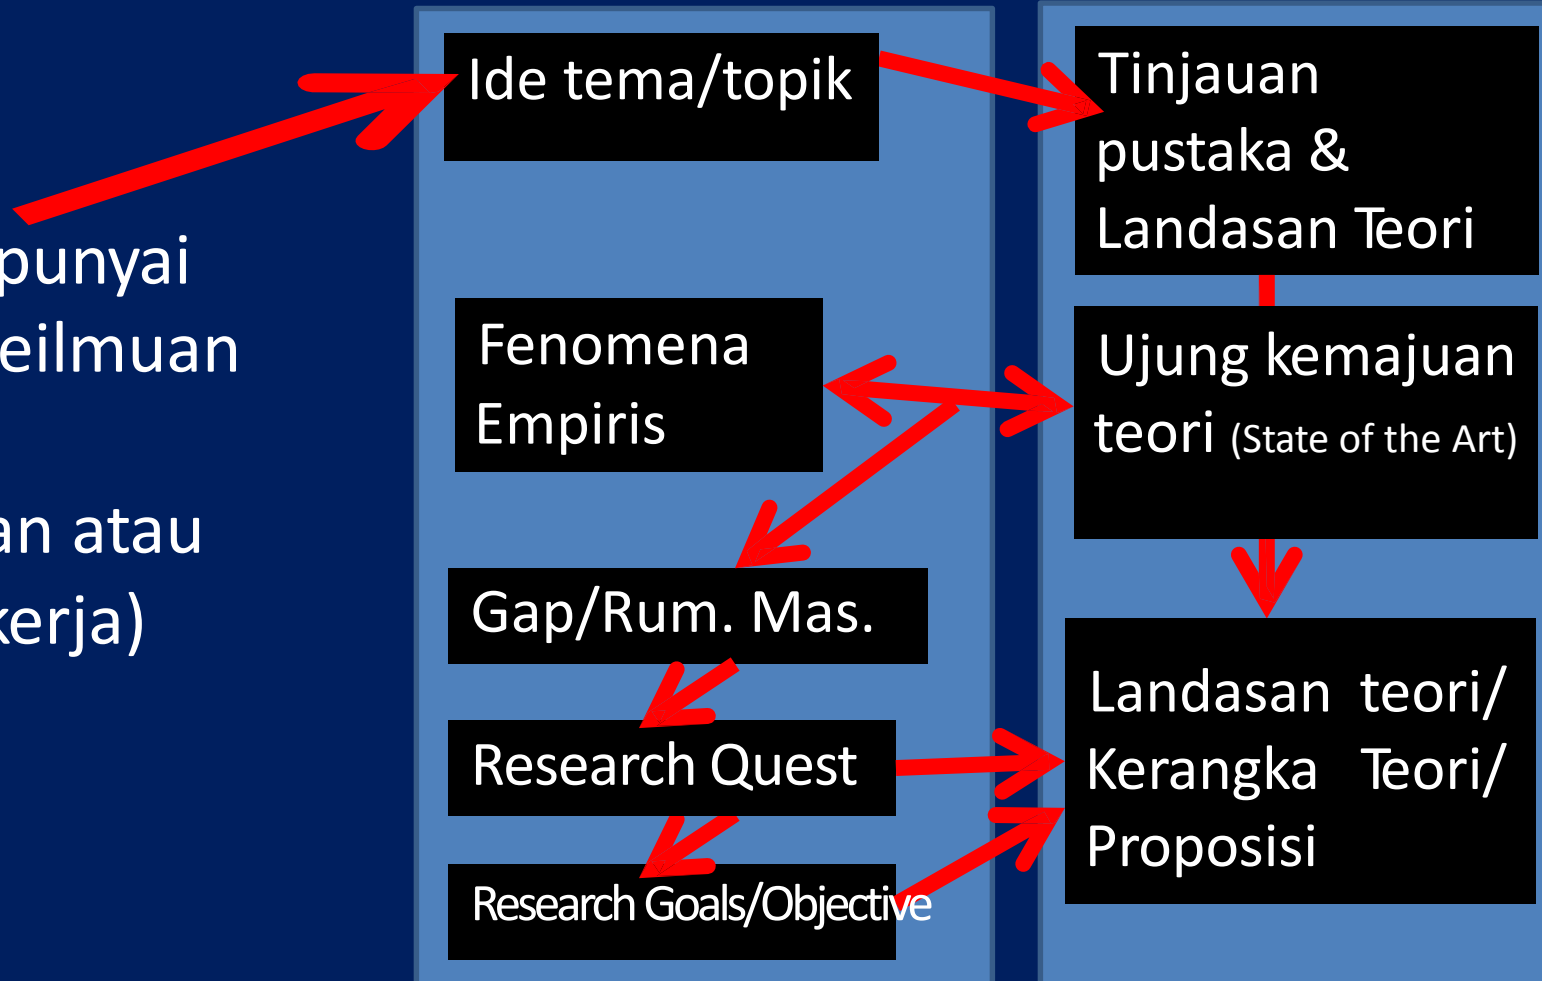 punyai
eilmuan
an atau
kerja)
Ide tema/topik
Fenomena
Empiris
Gap/Rum. Mas.
Research Quest
Research Goals/Objective
Tinjauan
pustaka &
Landasan Teori
Ujung kemajuan
teori (State of the Art)
Landasan teori/
Kerangka Teori/
Proposisi